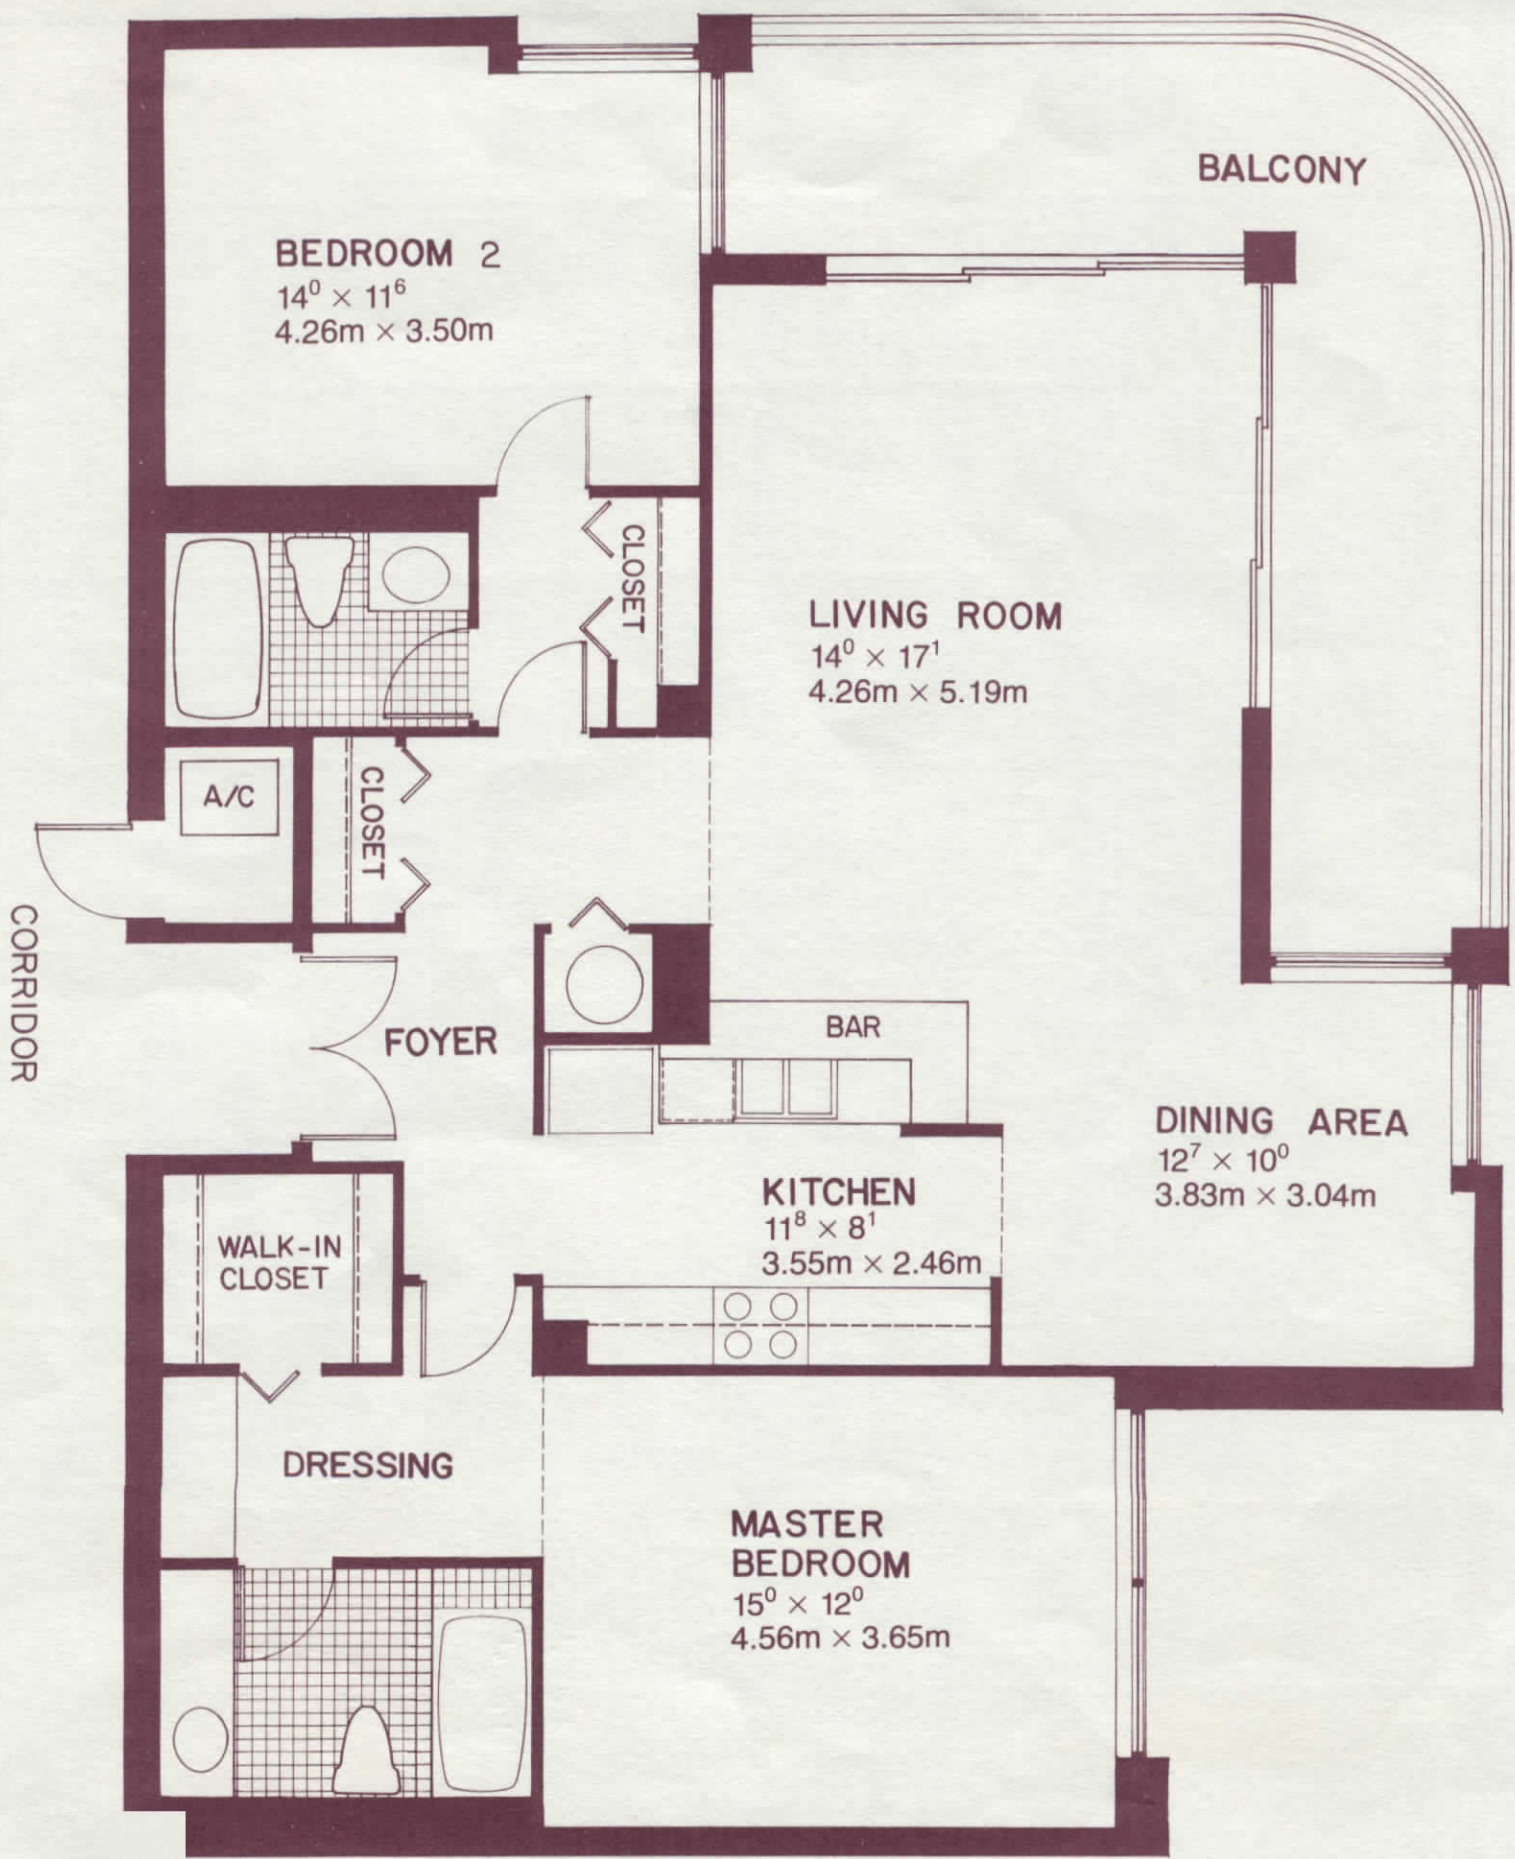 BALCONY
BEDROOM 2
14⁰ × 11⁶
4.26m × 3.50m
CLOSET
LIVING ROOM
14⁰ × 17¹
4.26m × 5.19m
A/C
CLOSET
CORRIDOR
FOYER
BAR
DINING AREA
12⁷ × 10⁰
3.83m × 3.04m
KITCHEN
11⁸ × 8¹
3.55m × 2.46m
WALK-IN
CLOSET
DRESSING
MASTER
BEDROOM
15⁰ × 12⁰
4.56m × 3.65m